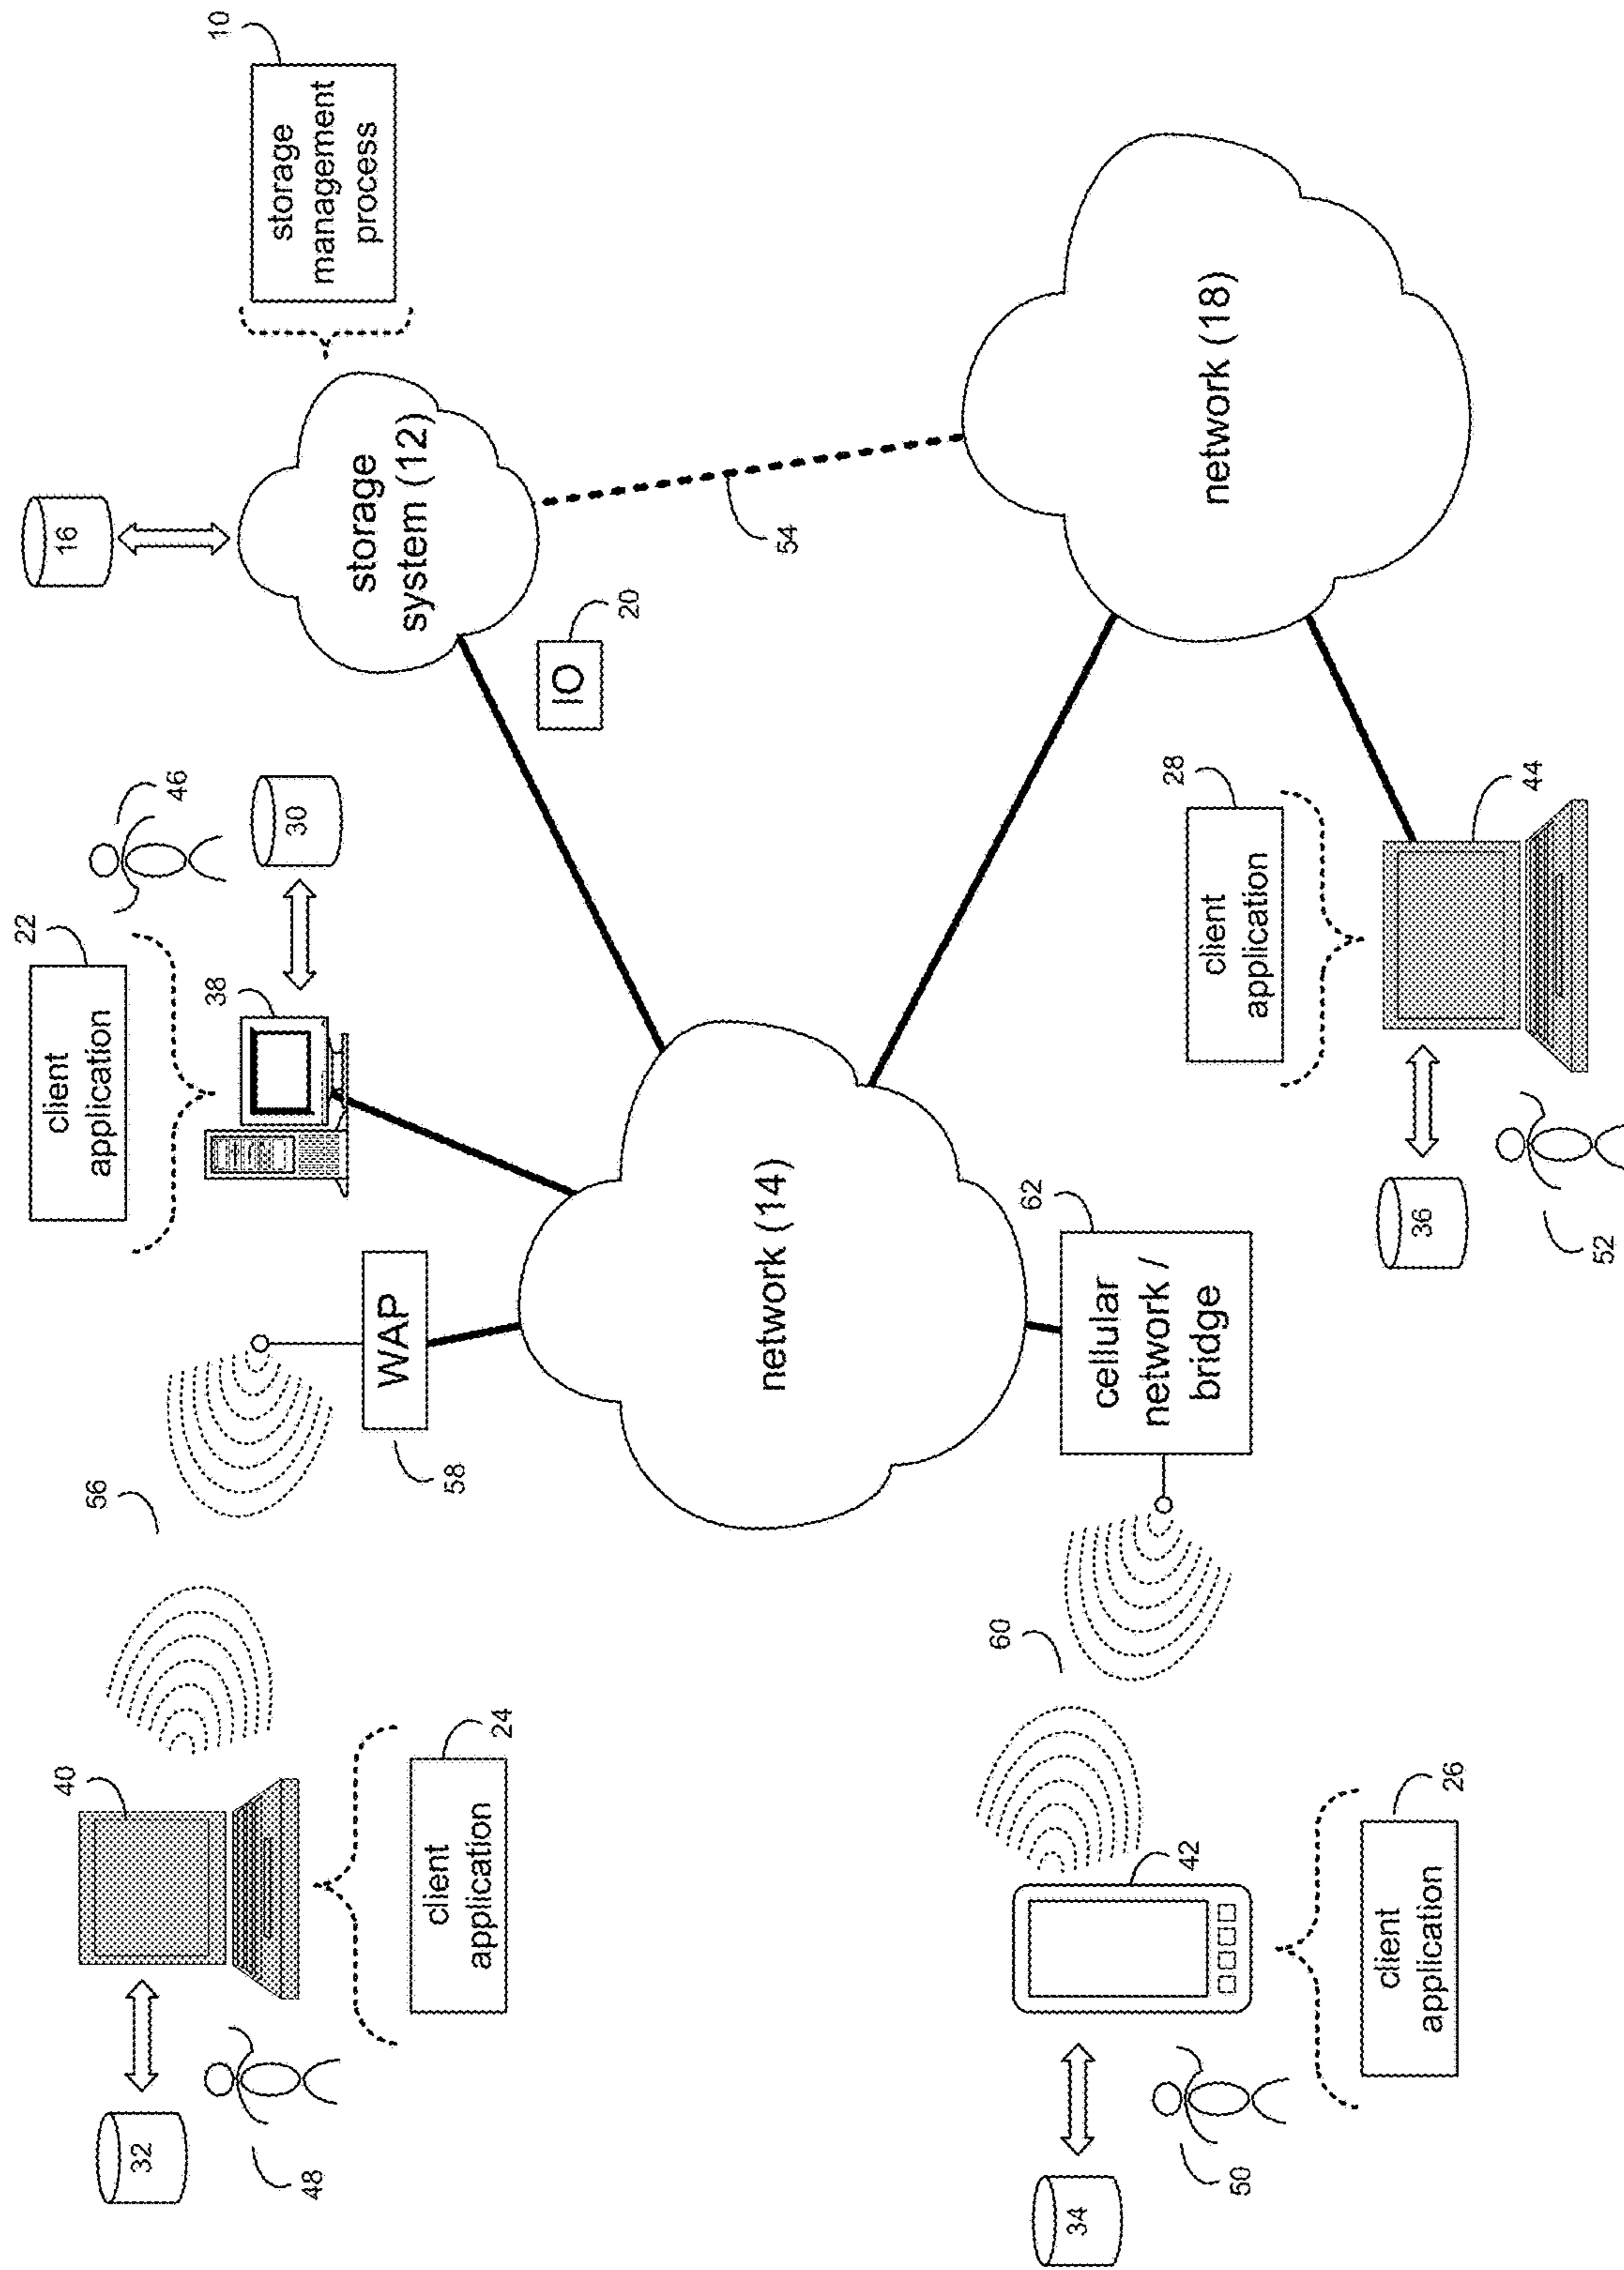 32
48
40
client
application
24
56
WAP
58
client
application
22
38
46
30
16
storage
system (12)
storage
management
process
10
IO
20
54
network (14)
network (18)
34
50
42
client
application
26
60
cellular
network /
bridge
62
36
52
client
application
28
44